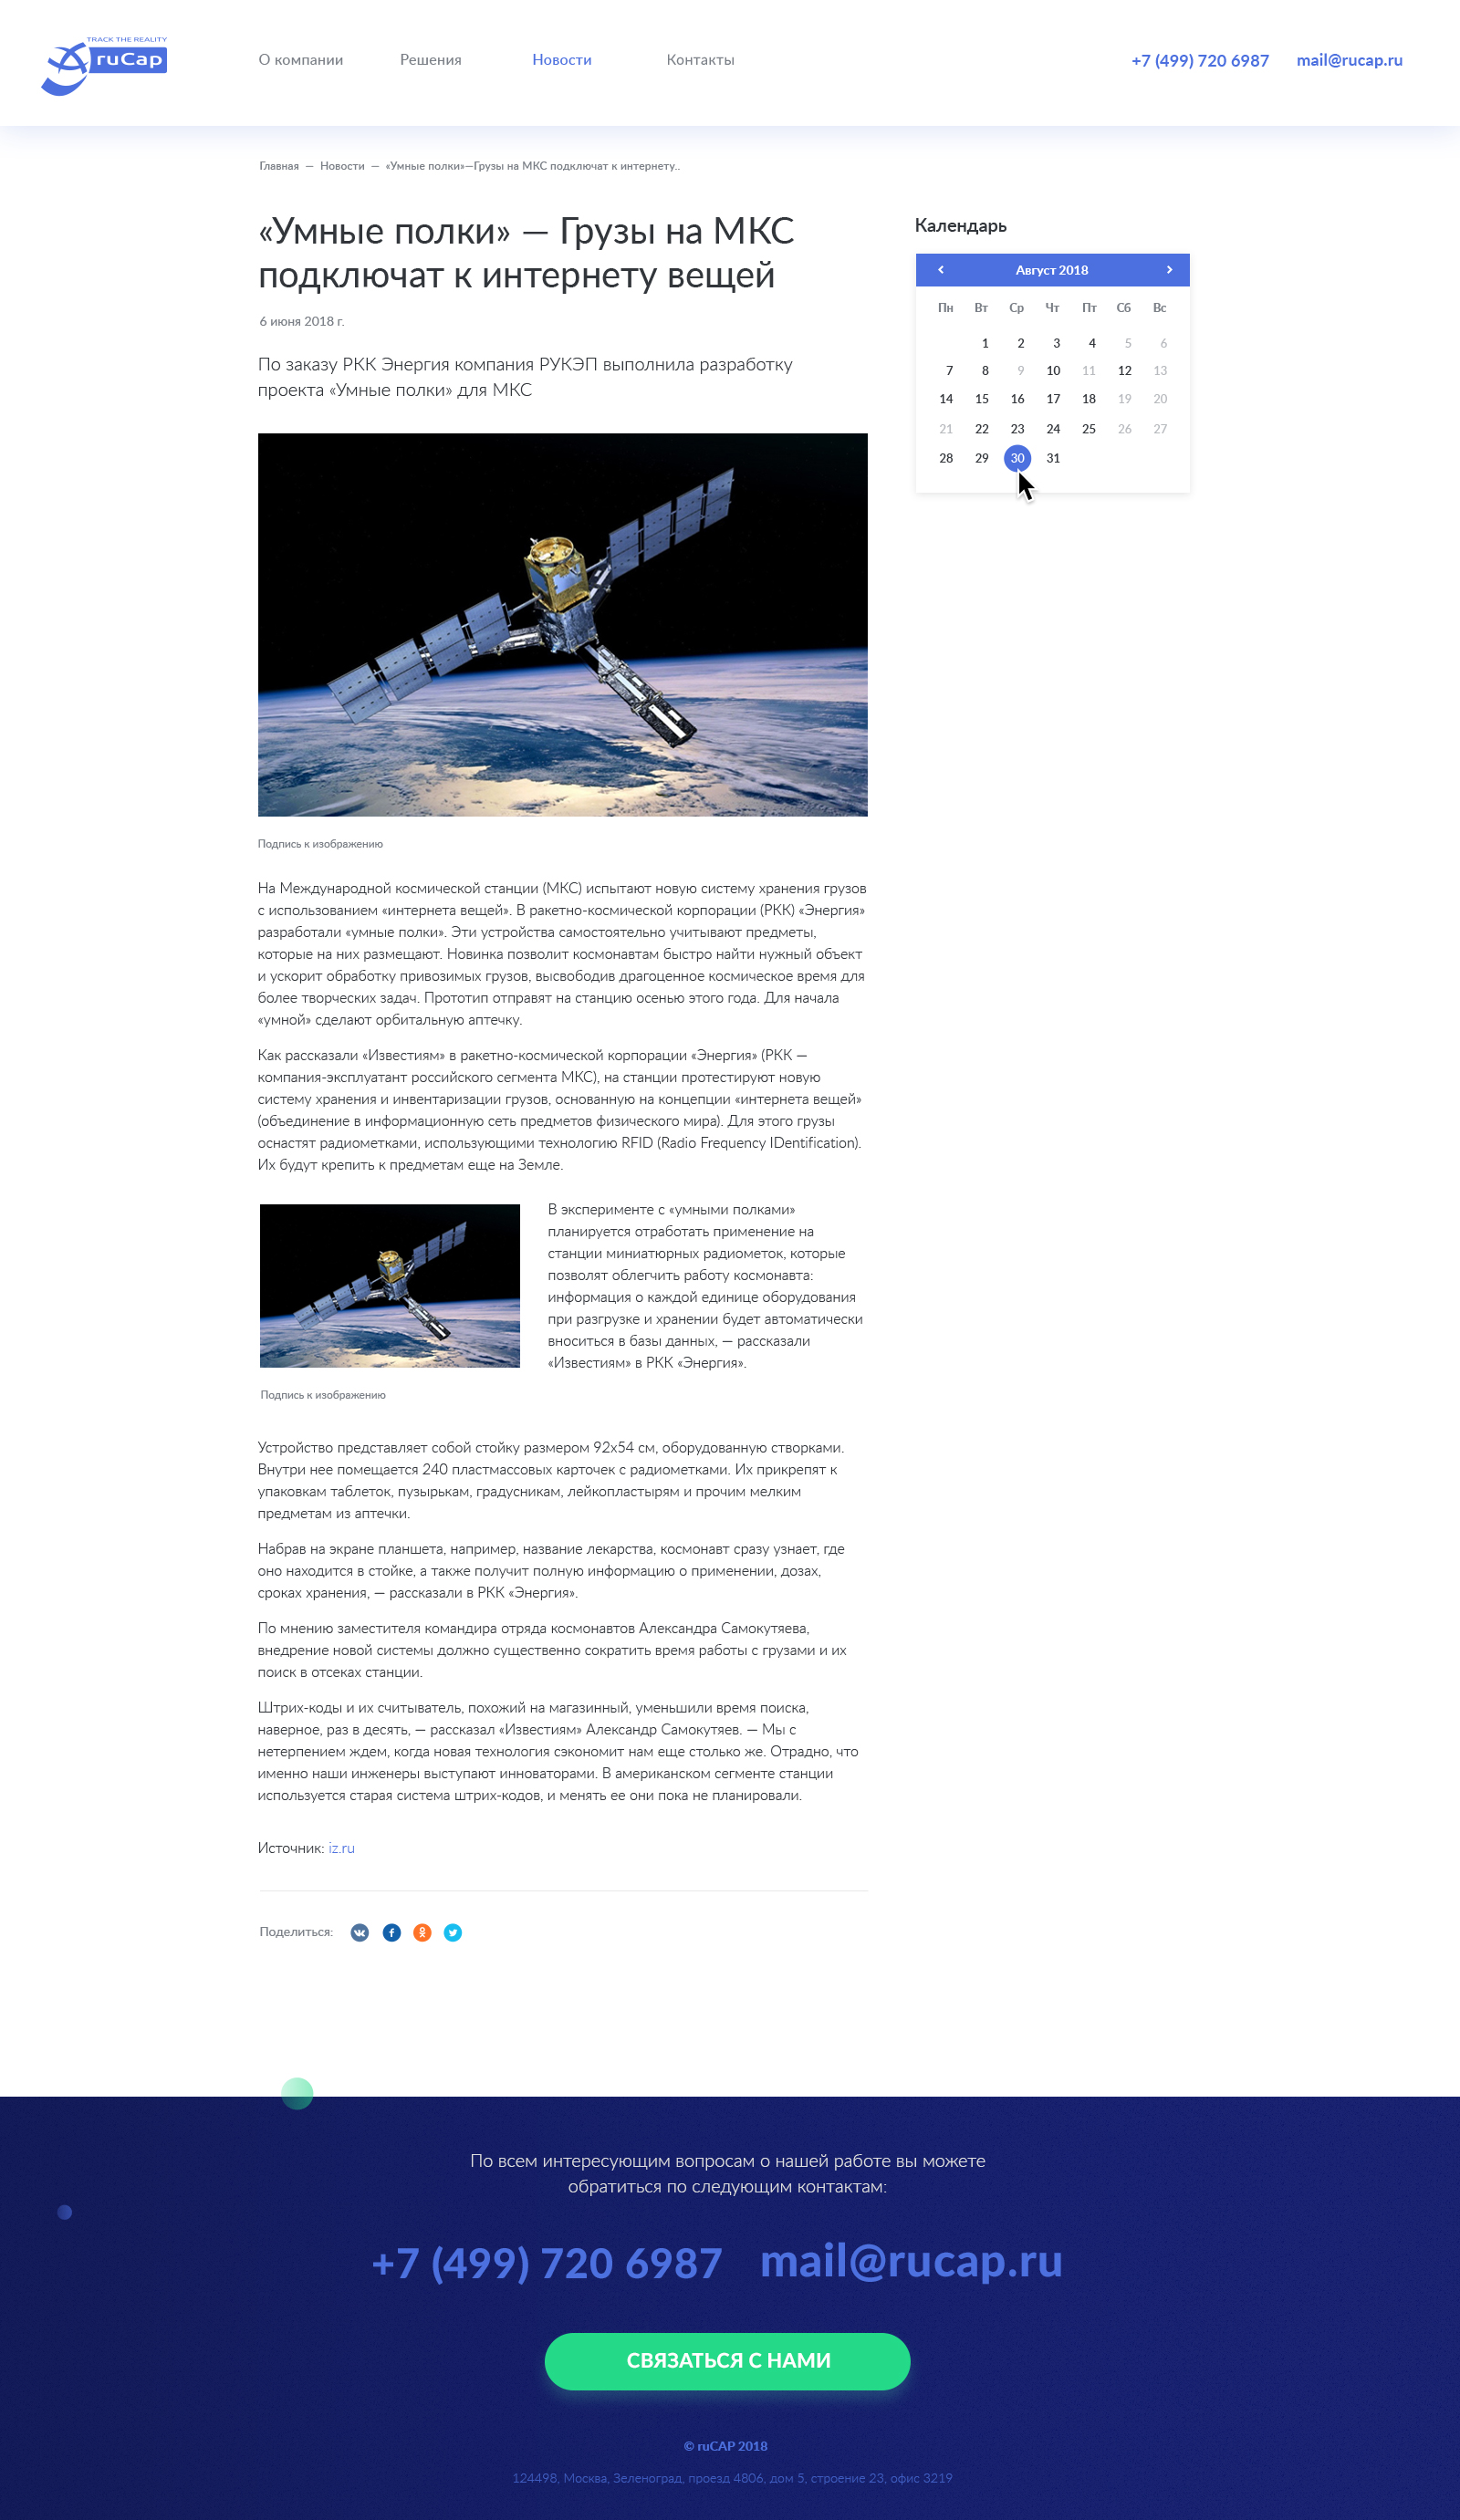 TRACK THE REALITY
ruCap
О компании
Решения
Новости
Контакты
+7 (499) 720 6987
mail@rucap.ru
Главная — Новости — «Умные полки»—Грузы на МКС подключат к интернету..
«Умные полки» — Грузы на МКС
подключат к интернету вещей
6 июня 2018 г.
По заказу РКК Энергия компания РУКЭП выполнила разработку
проекта «Умные полки» для МКС
Календарь
Август 2018
Пн Вт Ср Чт Пт Сб Вс
1 2 3 4 5 6
7 8 9 10 11 12 13
14 15 16 17 18 19 20
21 22 23 24 25 26 27
28 29 30 31
Подпись к изображению
На Международной космической станции (МКС) испытают новую систему хранения грузов
с использованием «интернета вещей». В ракетно-космической корпорации (РКК) «Энергия»
разработали «умные полки». Эти устройства самостоятельно учитывают предметы,
которые на них размещают. Новинка позволит космонавтам быстро найти нужный объект
и ускорит обработку привозимых грузов, высвободив драгоценное космическое время для
более творческих задач. Прототип отправят на станцию осенью этого года. Для начала
«умной» сделают орбитальную аптечку.
Как рассказали «Известиям» в ракетно-космической корпорации «Энергия» (РКК —
компания-эксплуатант российского сегмента МКС), на станции протестируют новую
систему хранения и инвентаризации грузов, основанную на концепции «интернета вещей»
(объединение в информационную сеть предметов физического мира). Для этого грузы
оснастят радиометками, использующими технологию RFID (Radio Frequency IDentification).
Их будут крепить к предметам еще на Земле.
В эксперименте с «умными полками»
планируется отработать применение на
станции миниатюрных радиометок, которые
позволят облегчить работу космонавта:
информация о каждой единице оборудования
при разгрузке и хранении будет автоматически
вноситься в базы данных, — рассказали
«Известиям» в РКК «Энергия».
Подпись к изображению
Устройство представляет собой стойку размером 92х54 см, оборудованную створками.
Внутри нее помещается 240 пластмассовых карточек с радиометками. Их прикрепят к
упаковкам таблеток, пузырькам, градусникам, лейкопластырям и прочим мелким
предметам из аптечки.
Набрав на экране планшета, например, название лекарства, космонавт сразу узнает, где
оно находится в стойке, а также получит полную информацию о применении, дозах,
сроках хранения, — рассказали в РКК «Энергия».
По мнению заместителя командира отряда космонавтов Александра Самокутяева,
внедрение новой системы должно существенно сократить время работы с грузами и их
поиск в отсеках станции.
Штрих-коды и их считыватель, похожий на магазинный, уменьшили время поиска,
наверное, раз в десять, — рассказал «Известиям» Александр Самокутяев. — Мы с
нетерпением ждем, когда новая технология сэкономит нам еще столько же. Отрадно, что
именно наши инженеры выступают инноваторами. В американском сегменте станции
используется старая система штрих-кодов, и менять ее они пока не планировали.
Источник: iz.ru
Поделиться:
По всем интересующим вопросам о нашей работе вы можете
обратиться по следующим контактам:
+7 (499) 720 6987
mail@rucap.ru
СВЯЗАТЬСЯ С НАМИ
© ruCAP 2018
124498, Москва, Зеленоград, проезд 4806, дом 5, строение 23, офис 3219